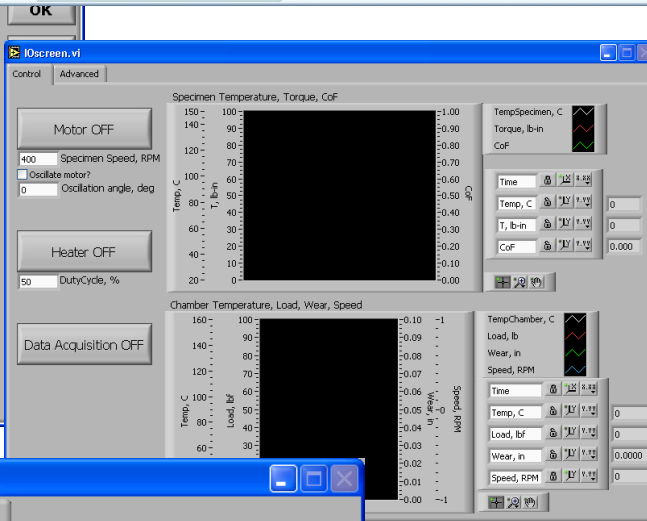 OK
IOscreen.vi
Control Advanced
Motor OFF
400 Specimen Speed, RPM
Oscillate motor?
0 Oscillation angle, deg
Heater OFF
50 DutyCycle, %
Data Acquisition OFF
Specimen Temperature, Torque, CoF
150
140
120
100
80
60
40
20
Temp, C
100
90
80
70
60
50
40
30
20
10
0
T, lb-in
1.00
0.90
0.80
0.70
0.60
0.50
0.40
0.30
0.20
0.10
0.00
CoF
TempSpecimen, C
Torque, lb-in
CoF
Time
Temp, C 0
T, lb-in 0
CoF 0.000
Chamber Temperature, Load, Wear, Speed
160
140
120
100
80
60
Temp, C
100
90
80
70
60
50
40
30
Load, lbf
0.10
0.09
0.08
0.07
0.06
0.05
0.04
0.03
0.02
0.01
0.00
Wear, in
1
0
-1
Speed, RPM
TempChamber, C
Load, lb
Wear, in
Speed, RPM
Time
Temp, C 0
Load, lbf 0
Wear, in 0.0000
Speed, RPM 0